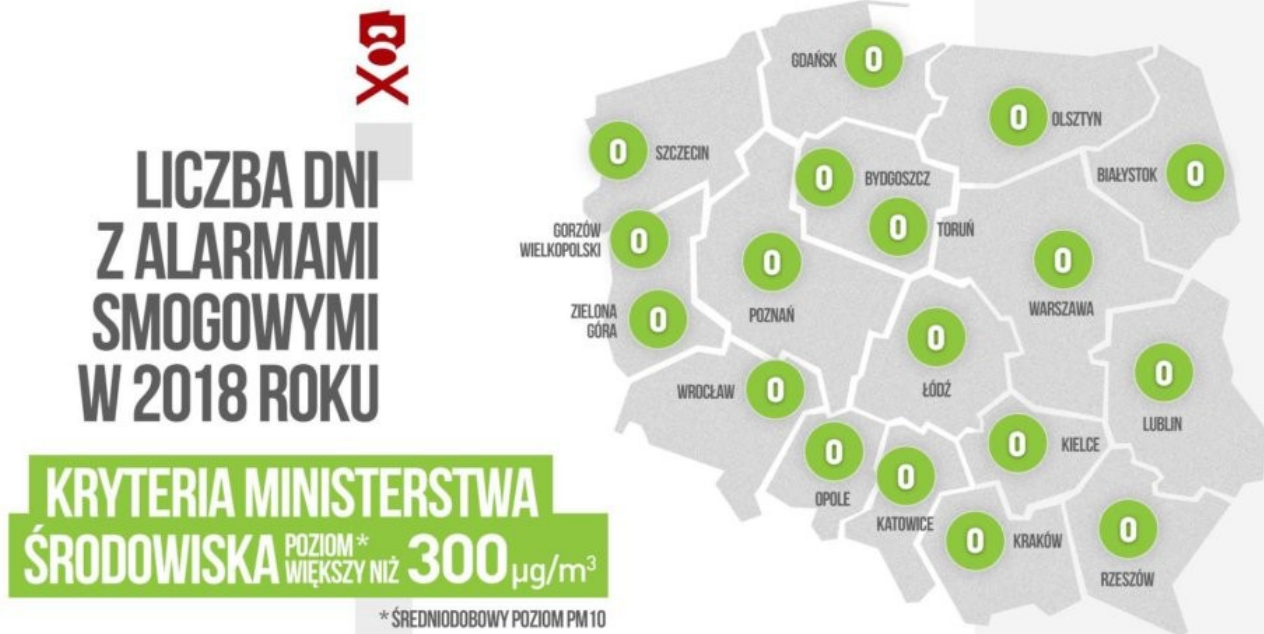 LICZBA DNI
Z ALARMAMI
SMOGOWYMI
W 2018 ROKU
KRYTERIA MINISTERSTWA
ŚRODOWISKA POZIOM* WIĘKSZY NIŻ 300 µg/m³
* ŚREDNIODOBOWY POZIOM PM10
GDAŃSK 0
0 OLSZTYN
0 SZCZECIN
0 BYDGOSZCZ
BIAŁYSTOK 0
GORZÓW
WIELKOPOLSKI 0
0 TORUŃ
0
POZNAŃ
0
WARSZAWA
ZIELONA
GÓRA 0
0
ŁÓDŹ
WROCŁAW 0
0
LUBLIN
0
OPOLE
0
KATOWICE
0 KIELCE
0 KRAKÓW
0
RZESZÓW